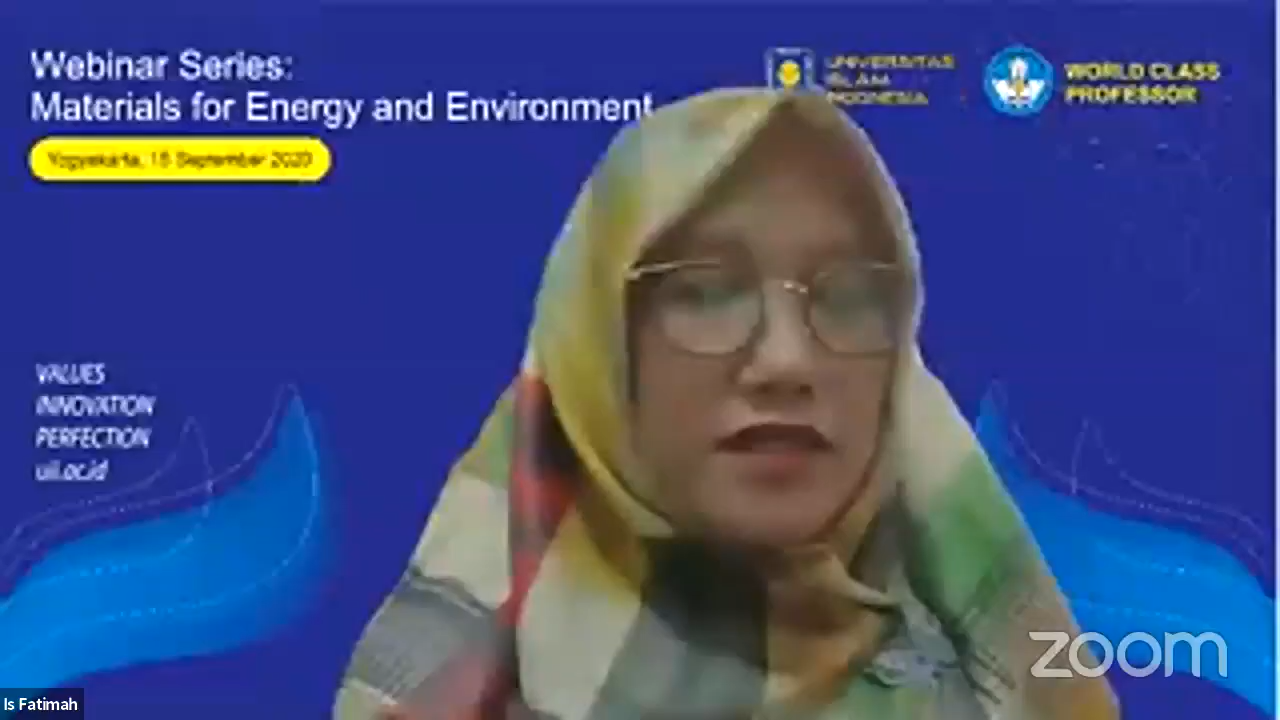 Webinar Series:
Materials for Energy and Environment
UNIVERSITAS
ISLAM
INDONESIA
WORLD CLASS
PROFESSOR
Yogyakarta, 15 September 2020
VALUES
INNOVATION
PERFECTION
uii.ac.id
zoom
Is Fatimah